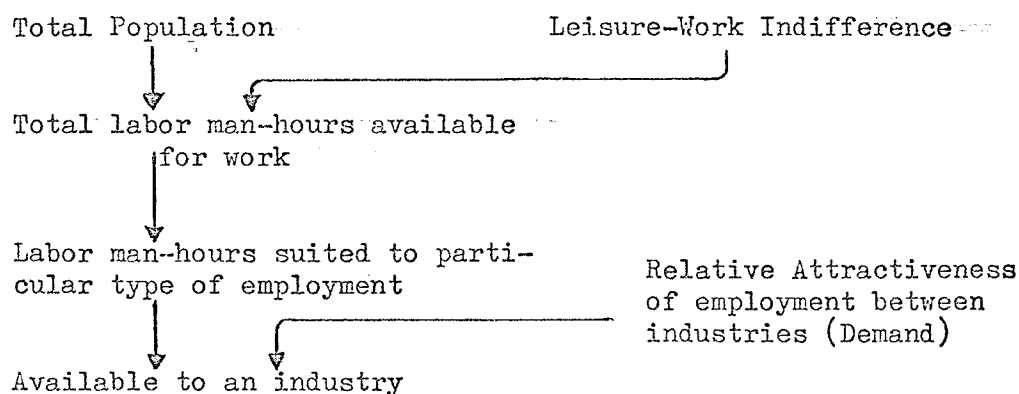 Total Population
Leisure-Work Indifference
Total labor man-hours available
for work
Labor man-hours suited to parti-
cular type of employment
Relative Attractiveness
of employment between
industries (Demand)
Available to an industry